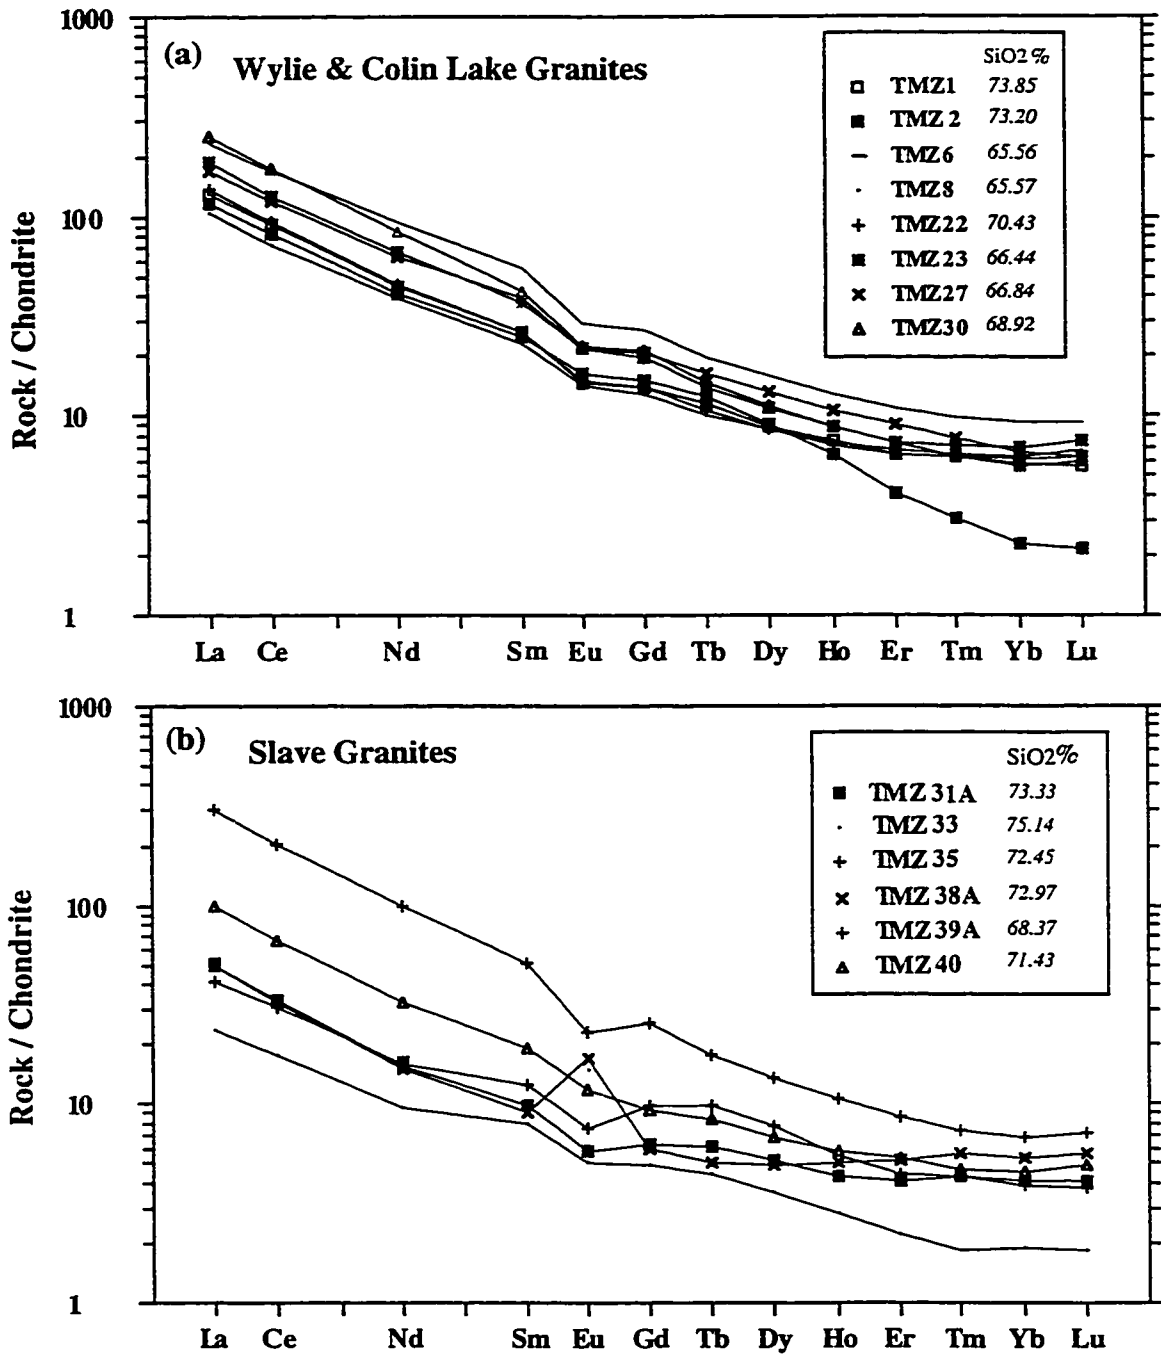 1000
(a)
Wylie & Colin Lake Granites
SiO2 %
TMZ1 73.85
TMZ 2 73.20
TMZ6 65.56
TMZ8 65.57
TMZ22 70.43
TMZ 23 66.44
TMZ27 66.84
TMZ30 68.92
100
10
1
Rock / Chondrite
La Ce Nd Sm Eu Gd Tb Dy Ho Er Tm Yb Lu
1000
(b)
Slave Granites
SiO2%
TMZ 31A 73.33
TMZ 33 75.14
TMZ 35 72.45
TMZ 38A 72.97
TMZ 39A 68.37
TMZ 40 71.43
100
10
1
Rock / Chondrite
La Ce Nd Sm Eu Gd Tb Dy Ho Er Tm Yb Lu